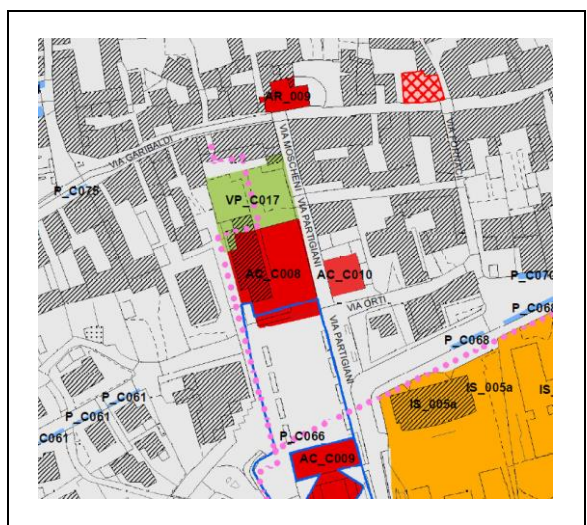 AR_009
VIA GARIBALDI
VIA MOSCHENI
VIA PARTIGIANI
P_C075
VP_C017
AC_C008
AC_C010
VIA ORTI
P_C068
P_C068
VIA PARTIGIANI
IS_005a
IS_005a
P_C061
P_C061
C061
P_C066
AC_C009